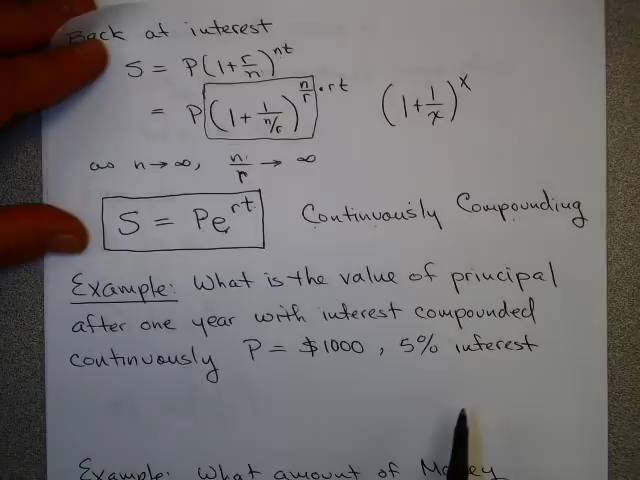 Back at interest
S = P(1+r/n)^nt
= P(1+1/(n/r))^(n/r)·rt (1+1/x)^x
as n→∞, n/r → ∞
S = Pe^rt Continuously Compounding
Example: What is the value of principal
after one year with interest compounded
continuously P = $1000, 5% interest
Example: What amount of Money